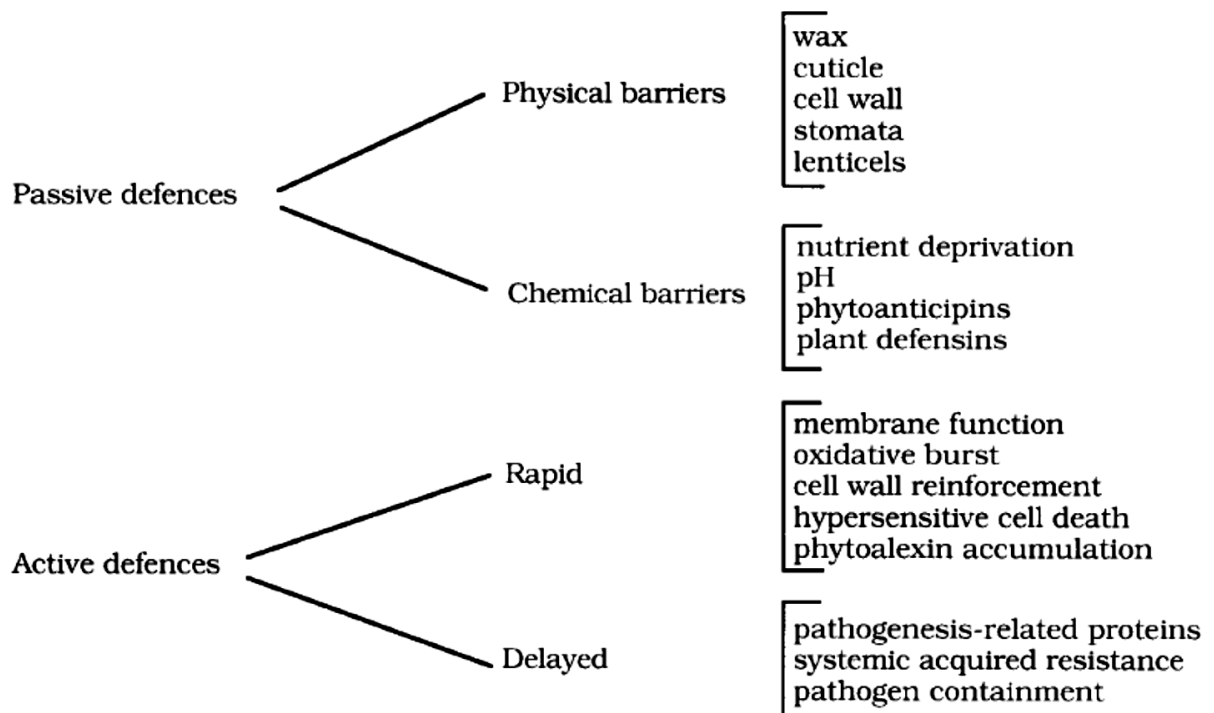 Passive defences
Physical barriers
wax
cuticle
cell wall
stomata
lenticels
Chemical barriers
nutrient deprivation
pH
phytoanticipins
plant defensins
Active defences
Rapid
membrane function
oxidative burst
cell wall reinforcement
hypersensitive cell death
phytoalexin accumulation
Delayed
pathogenesis-related proteins
systemic acquired resistance
pathogen containment